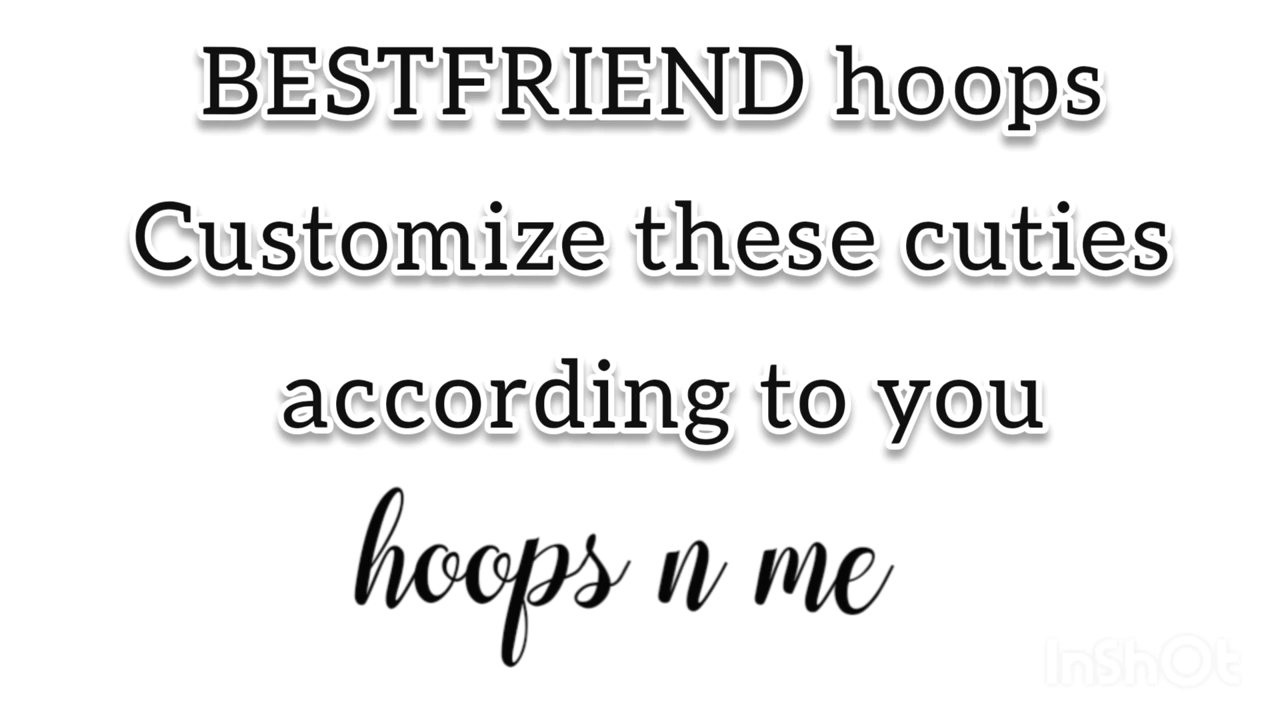 BESTFRIEND hoops
Customize these cuties
according to you
hoops n me
InShOt